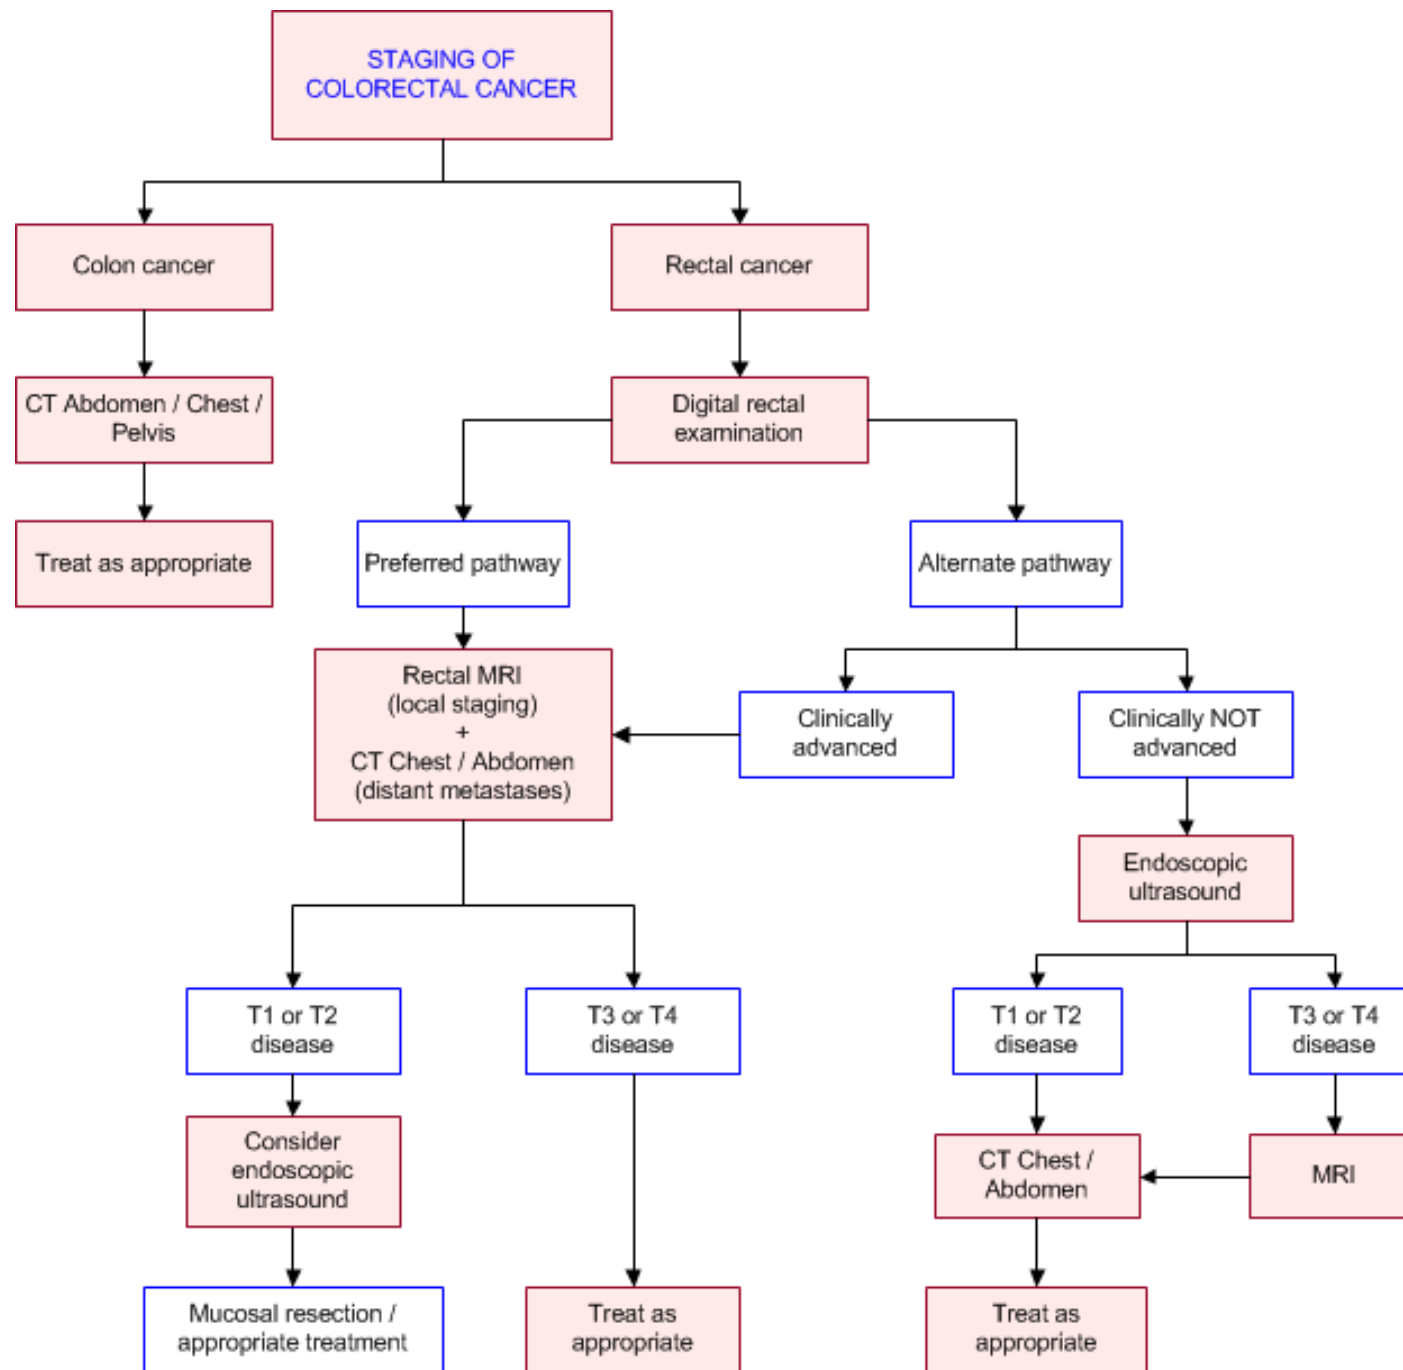 STAGING OF
COLORECTAL CANCER
Colon cancer
Rectal cancer
CT Abdomen / Chest /
Pelvis
Digital rectal
examination
Treat as appropriate
Preferred pathway
Alternate pathway
Rectal MRI
(local staging)
+
CT Chest / Abdomen
(distant metastases)
Clinically
advanced
Clinically NOT
advanced
Endoscopic
ultrasound
T1 or T2
disease
T3 or T4
disease
T1 or T2
disease
T3 or T4
disease
Consider
endoscopic
ultrasound
CT Chest /
Abdomen
MRI
Mucosal resection /
appropriate treatment
Treat as
appropriate
Treat as
appropriate